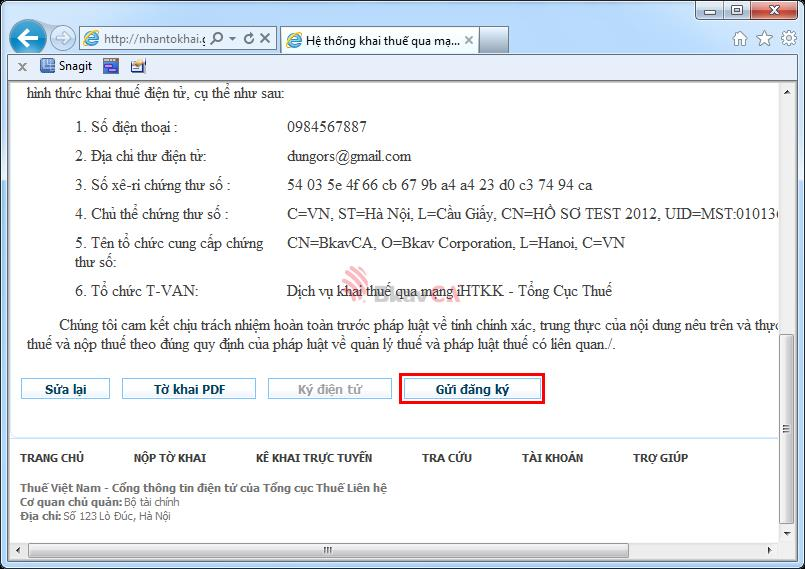 http://nhantokhai.g
Hệ thống khai thuế qua mạ...
Snagit
hình thức khai thuế điện tử, cụ thể như sau:
1. Số điện thoại : 0984567887
2. Địa chỉ thư điện tử: dungors@gmail.com
3. Số xê-ri chứng thư số : 54 03 5e 4f 66 cb 67 9b a4 a4 23 d0 c3 74 94 ca
4. Chủ thể chứng thư số : C=VN, ST=Hà Nội, L=Cầu Giấy, CN=HỒ SƠ TEST 2012, UID=MST:010136
5. Tên tổ chức cung cấp chứng CN=BkavCA, O=Bkav Corporation, L=Hanoi, C=VN
thư số:
6. Tổ chức T-VAN: Dịch vụ khai thuế qua mạng iHTKK - Tổng Cục Thuế
BkavCA
Chúng tôi cam kết chịu trách nhiệm hoàn toàn trước pháp luật về tính chính xác, trung thực của nội dung nêu trên và thực
thuế và nộp thuế theo đúng quy định của pháp luật về quản lý thuế và pháp luật thuế có liên quan./.
Sửa lại Tờ khai PDF Ký điện tử Gửi đăng ký
TRANG CHỦ NỘP TỜ KHAI KÊ KHAI TRỰC TUYẾN TRA CỨU TÀI KHOẢN TRỢ GIÚP
Thuế Việt Nam - Cổng thông tin điện tử của Tổng cục Thuế Liên hệ
Cơ quan chủ quản: Bộ tài chính
Địa chỉ: Số 123 Lò Đúc, Hà Nội